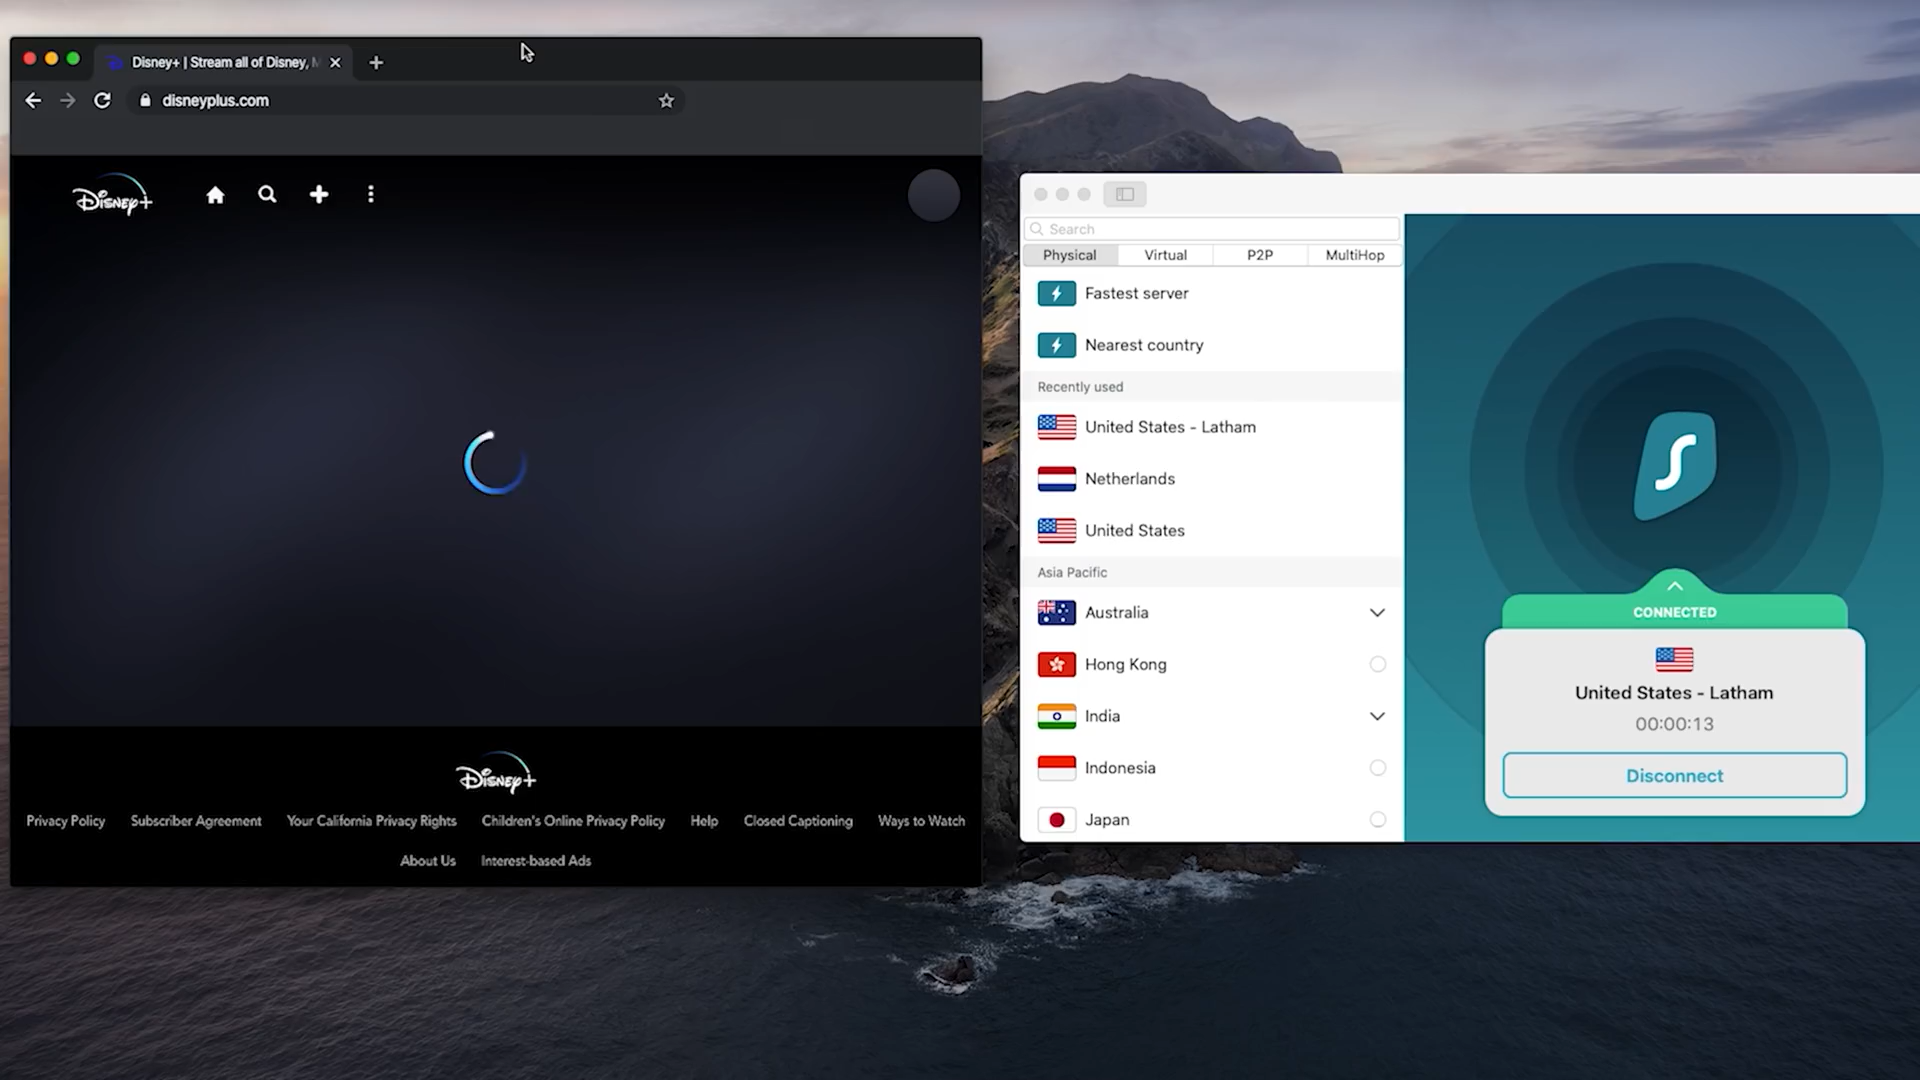 Disney+ | Stream all of Disney, M
disneyplus.com
Disney+
Disney+
Privacy Policy Subscriber Agreement Your California Privacy Rights Children's Online Privacy Policy Help Closed Captioning Ways to Watch
About Us Interest-based Ads
Search
Physical Virtual P2P MultiHop
Fastest server
Nearest country
Recently used
United States - Latham
Netherlands
United States
Asia Pacific
Australia
Hong Kong
India
Indonesia
Japan
CONNECTED
United States - Latham
00:00:13
Disconnect